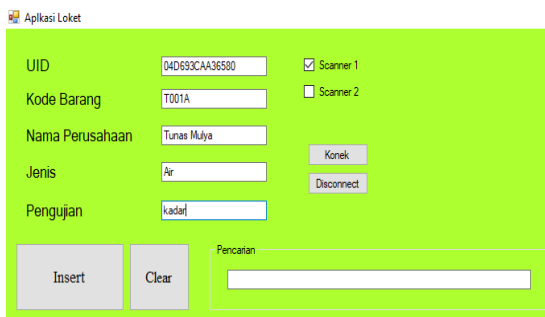 Aplkasi Loket
UID 04D693CAA36580 Scanner 1
Kode Barang T001A Scanner 2
Nama Perusahaan Tunas Mulya
Konek
Jenis Air
Disconnect
Pengujian kadar
Pencarian
Insert Clear